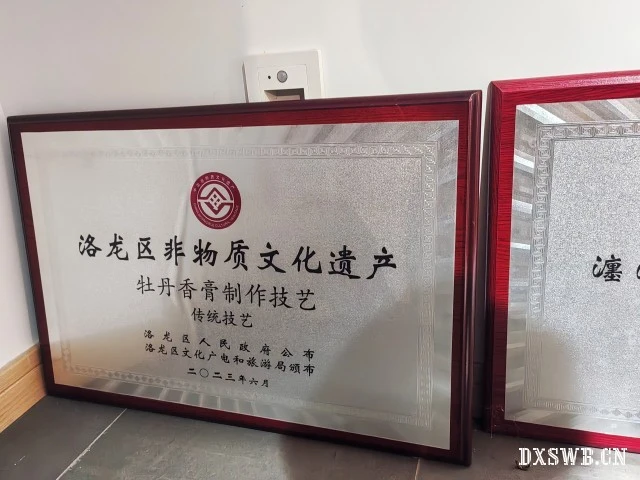 洛龙区非物质文化遗产
牡丹香膏制作技艺
传统技艺
洛龙区人民政府公布
洛龙区文化广电和旅游局颁布
二〇二三年六月
瀍
DXSWB.CN